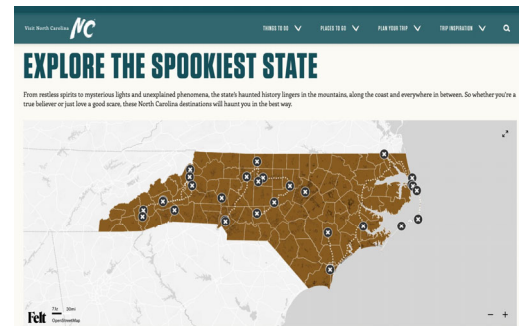 Visit North Carolina NC THINGS TO DO PLACES TO GO PLAN YOUR TRIP TRIP INSPIRATION
EXPLORE THE SPOOKIEST STATE
From restless spirits to mysterious lights and unexplained phenomena, the state's haunted history lingers in the mountains, along the coast and everywhere in between. So whether you're a
true believer or just love a good scare, these North Carolina destinations will haunt you in the best way.
Felt
30mi
OpenStreetMap